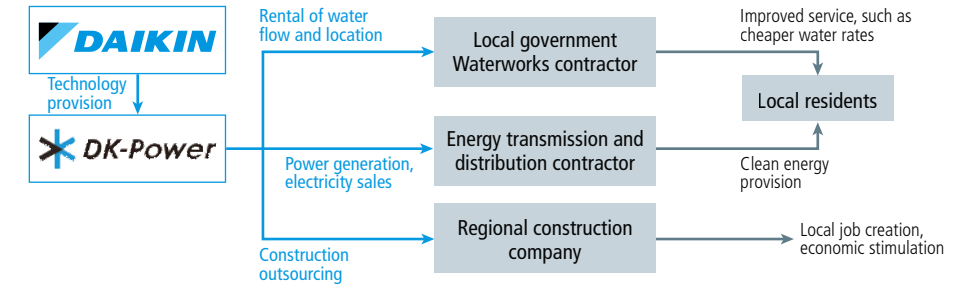 DAIKIN
Technology
provision
DK-Power
Rental of water
flow and location
Power generation,
electricity sales
Construction
outsourcing
Local government
Waterworks contractor
Energy transmission and
distribution contractor
Regional construction
company
Improved service, such as
cheaper water rates
Local residents
Clean energy
provision
Local job creation,
economic stimulation